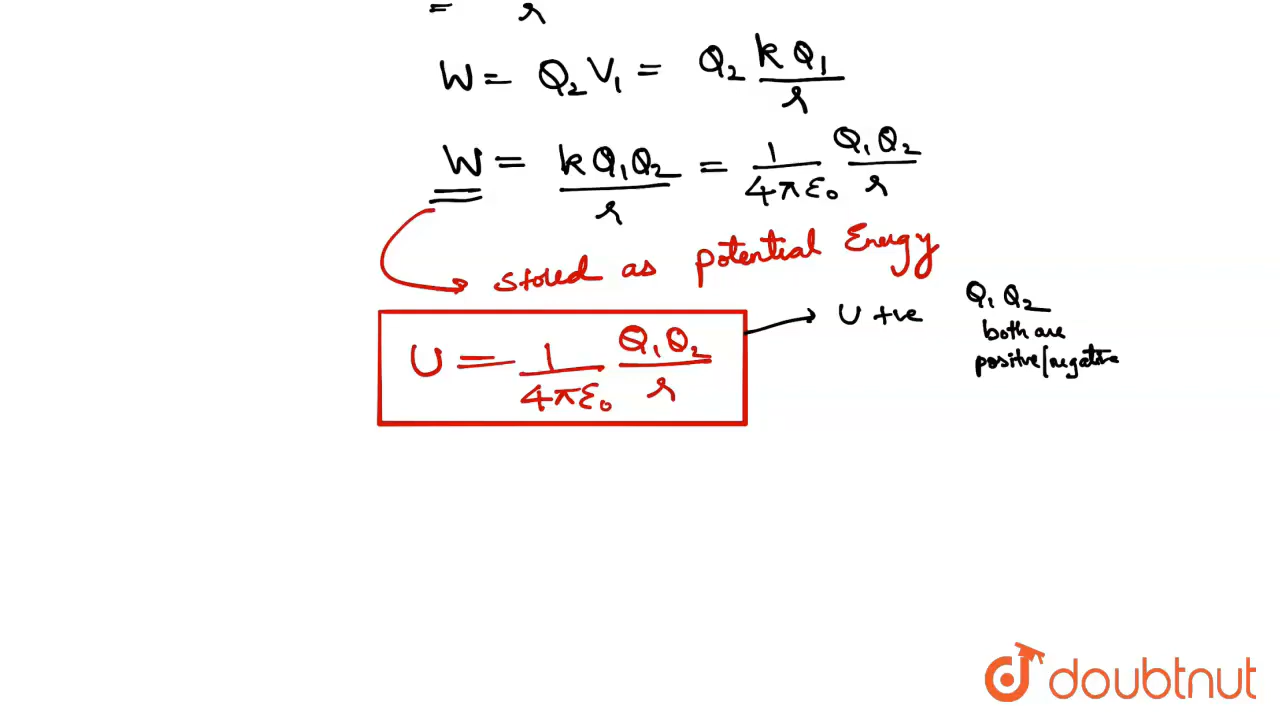 = r
W = Q₂V₁ = Q₂ kQ₁/r
W = kQ₁Q₂/r = 1/4πε₀ Q₁Q₂/r
stored as potential Energy
U = 1/4πε₀ Q₁Q₂/r
U +ve
Q₁ Q₂
both are
positive/negative
doubtnut